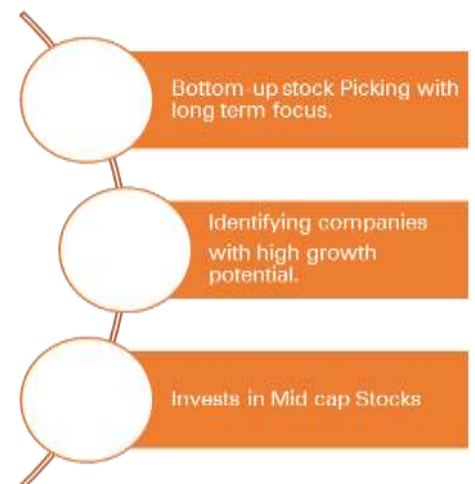 Bottom up stock Picking with
long term focus.
Identifying companies
with high growth
potential.
Invests in Mid cap Stocks